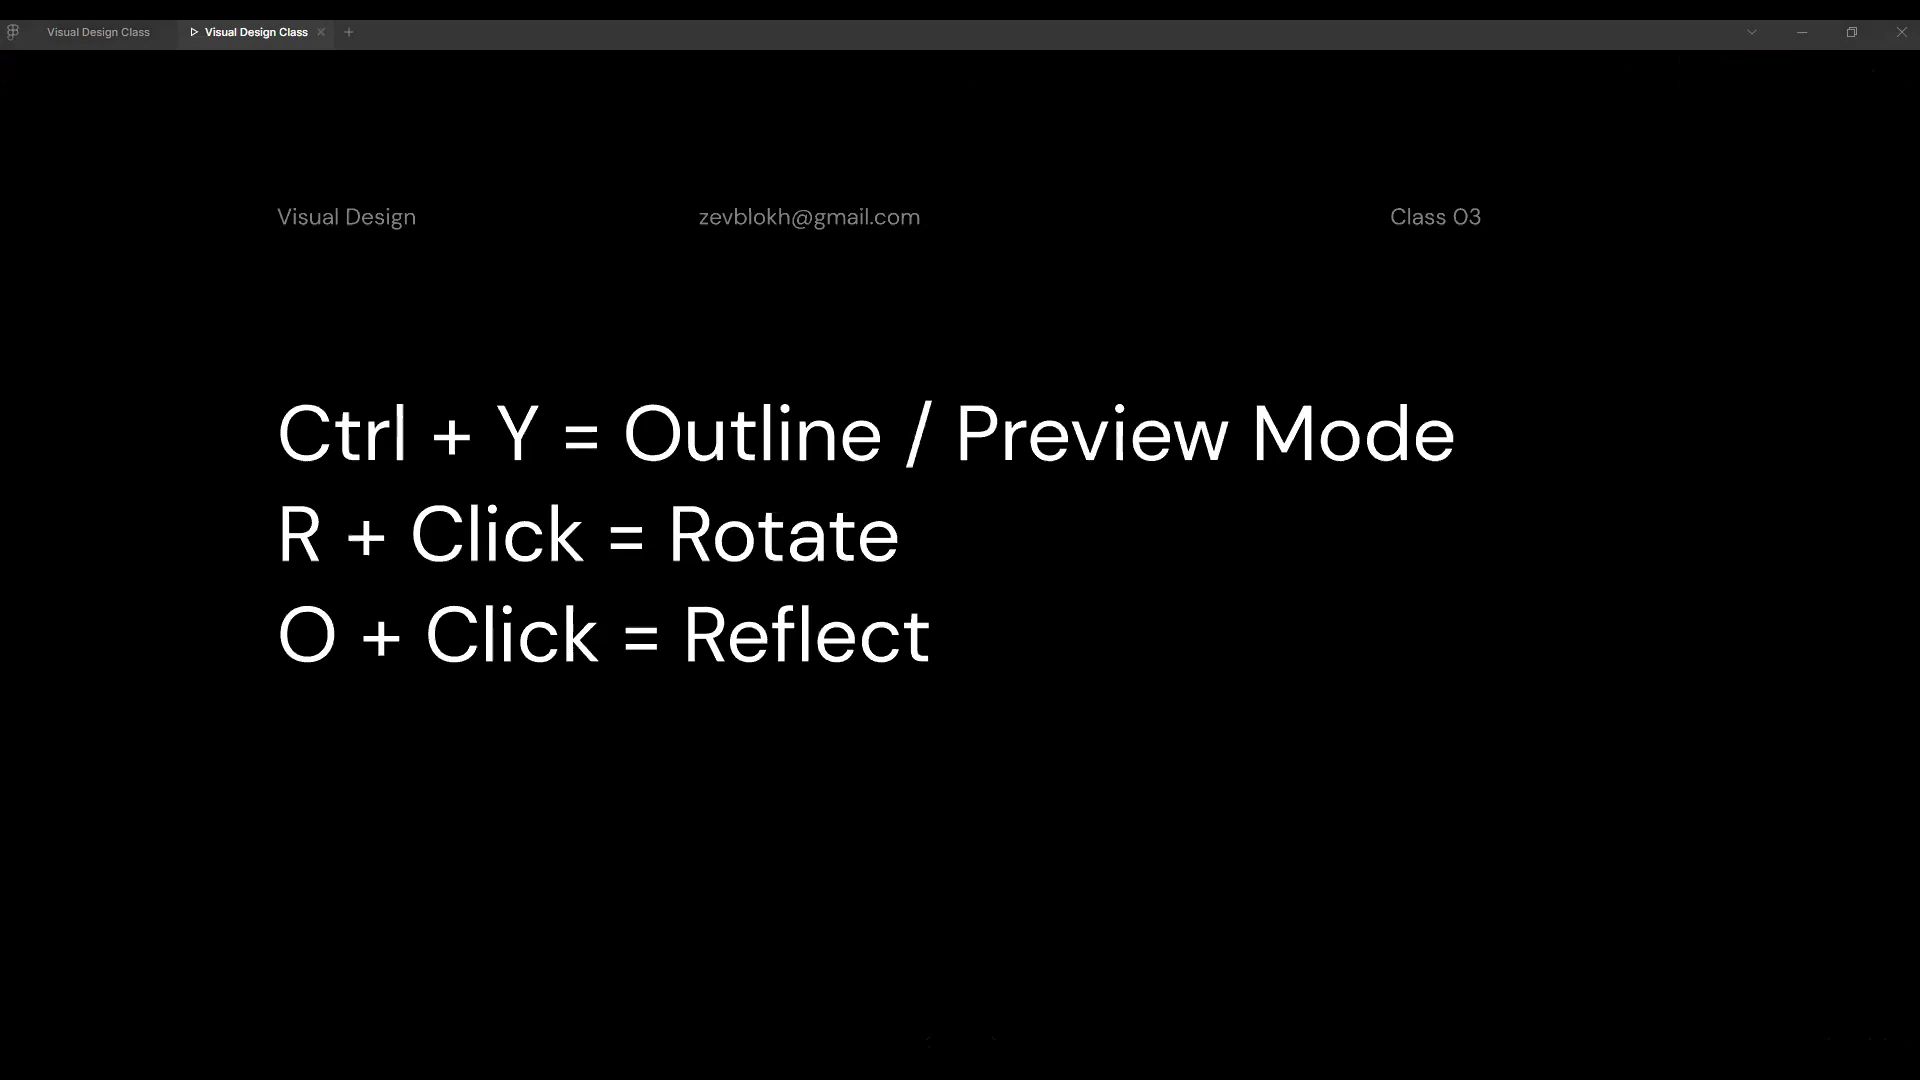 Visual Design Class
Visual Design Class
Visual Design
zevblokh@gmail.com
Class 03
Ctrl + Y = Outline / Preview Mode
R + Click = Rotate
O + Click = Reflect